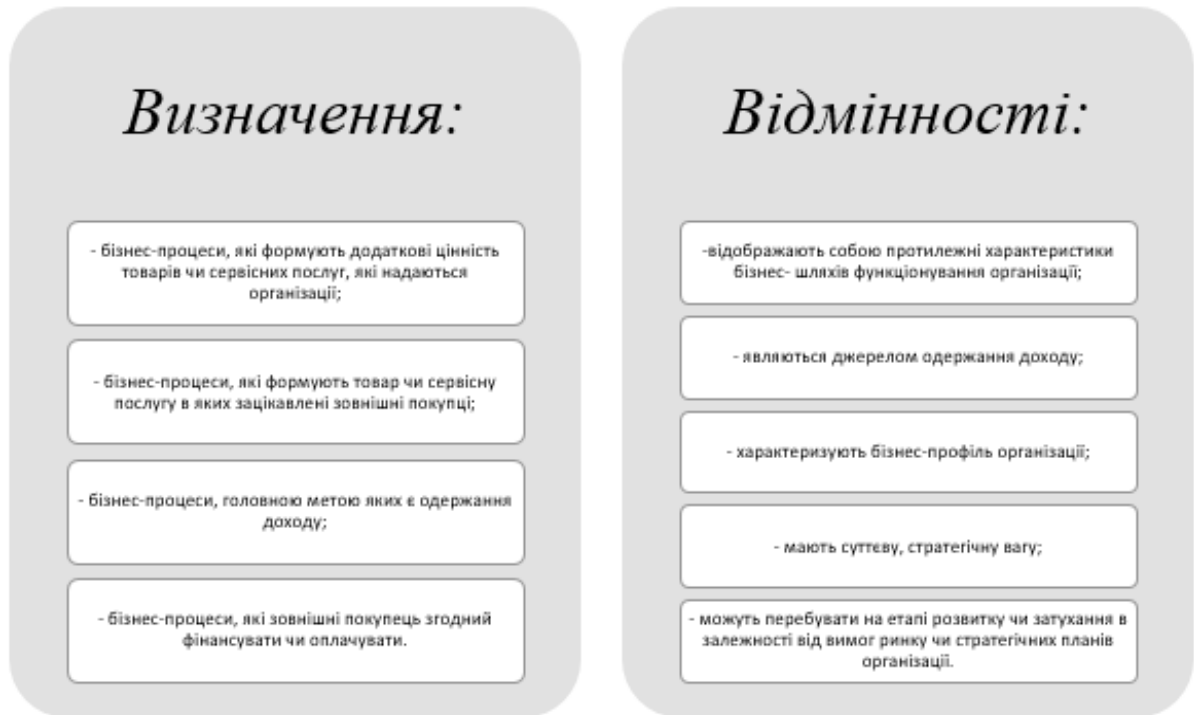 Визначення:
- бізнес-процеси, які формують додаткові цінність
товарів чи сервісних послуг, які надаються
організації;
- бізнес-процеси, які формують товар чи сервісну
послугу в яких зацікавлені зовнішні покупці;
- бізнес-процеси, головною метою яких є одержання
доходу;
- бізнес-процеси, які зовнішні покупець згодний
фінансувати чи оплачувати.
Відмінності:
-відображають собою протилежні характеристики
бізнес- шляхів функціонування організації;
- являються джерелом одержання доходу;
- характеризують бізнес-профіль організації;
- мають суттєву, стратегічну вагу;
- можуть перебувати на етапі розвитку чи затухання в
залежності від вимог ринку чи стратегічних планів
організації.